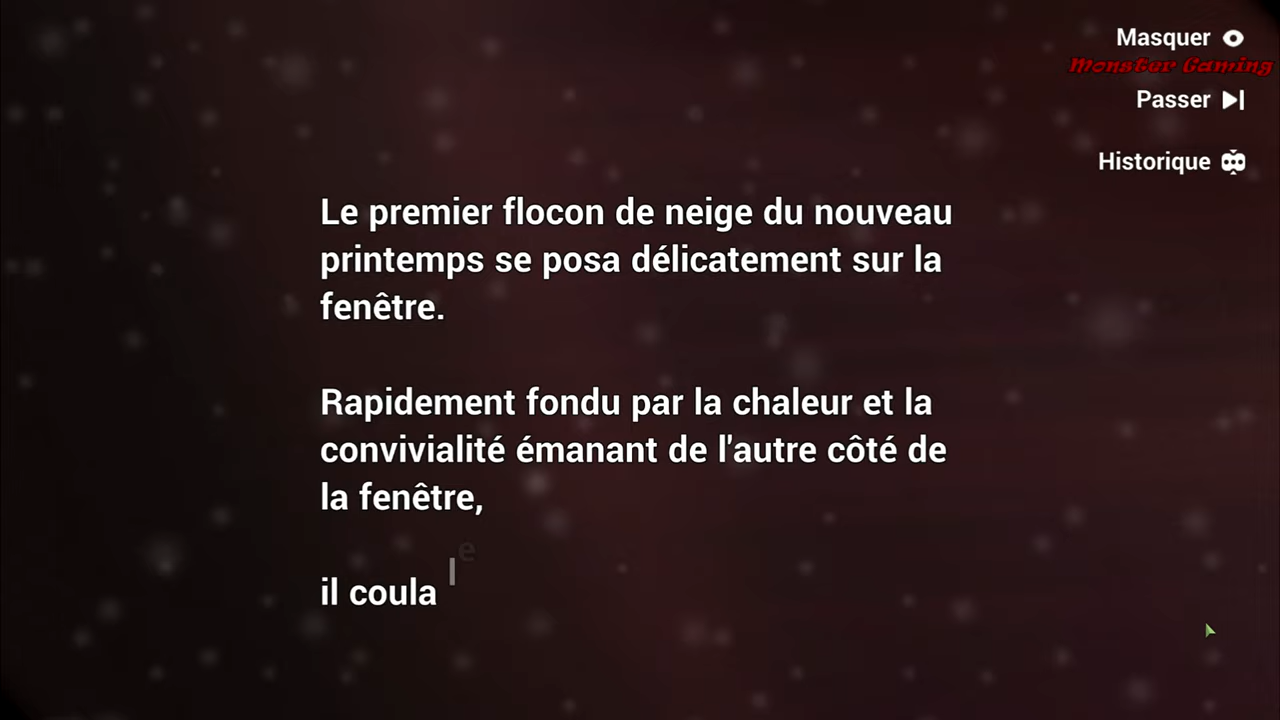 Masquer
Monster Gaming
Passer
Historique
Le premier flocon de neige du nouveau
printemps se posa délicatement sur la
fenêtre.
Rapidement fondu par la chaleur et la
convivialité émanant de l'autre côté de
la fenêtre,
il coula le